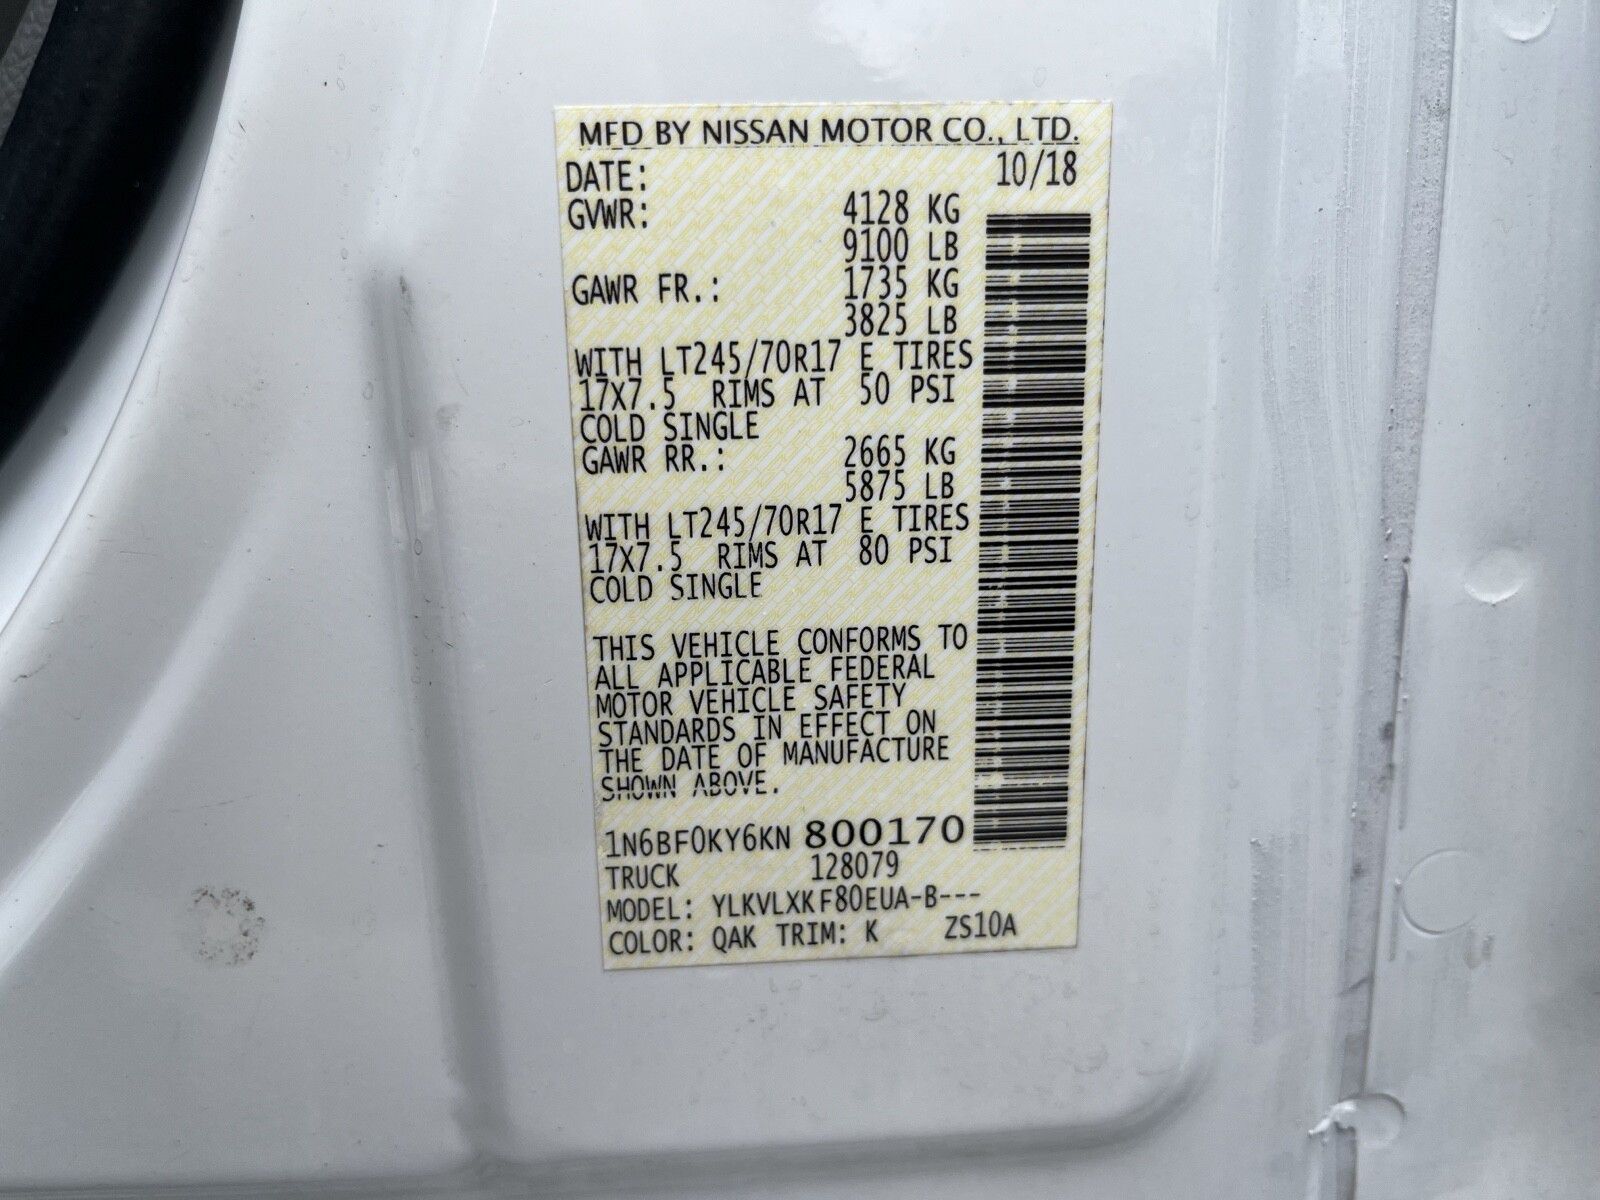 MFD BY NISSAN MOTOR CO., LTD.
DATE: 10/18
GVWR: 4128 KG
9100 LB
GAWR FR.: 1735 KG
3825 LB
WITH LT245/70R17 E TIRES
17X7.5 RIMS AT 50 PSI
COLD SINGLE
GAWR RR.: 2665 KG
5875 LB
WITH LT245/70R17 E TIRES
17X7.5 RIMS AT 80 PSI
COLD SINGLE
THIS VEHICLE CONFORMS TO
ALL APPLICABLE FEDERAL
MOTOR VEHICLE SAFETY
STANDARDS IN EFFECT ON
THE DATE OF MANUFACTURE
SHOWN ABOVE.
1N6BF0KY6KN 800170
TRUCK 128079
MODEL: YLKVLXKF80EUA-B---
COLOR: QAK TRIM: K ZS10A